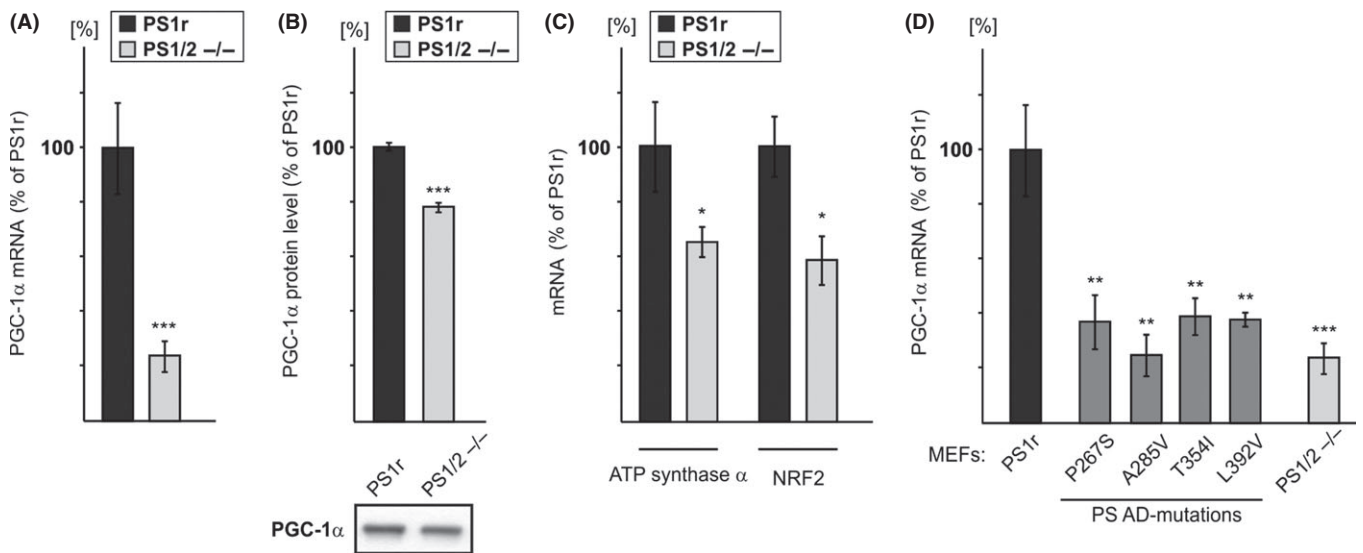 (A)
[%]
PS1r
PS1/2 –/–
PGC-1α mRNA (% of PS1r)
100
***
(B)
[%]
PS1r
PS1/2 –/–
PGC-1α protein level (% of PS1r)
100
***
PS1r
PS1/2 –/–
PGC-1α
(C)
[%]
PS1r
PS1/2 –/–
mRNA (% of PS1r)
100
*
*
ATP synthase α
NRF2
(D)
[%]
PGC-1α mRNA (% of PS1r)
100
**
**
**
**
***
MEFs:
PS1r
P267S
A285V
T354I
L392V
PS1/2 –/–
PS AD-mutations